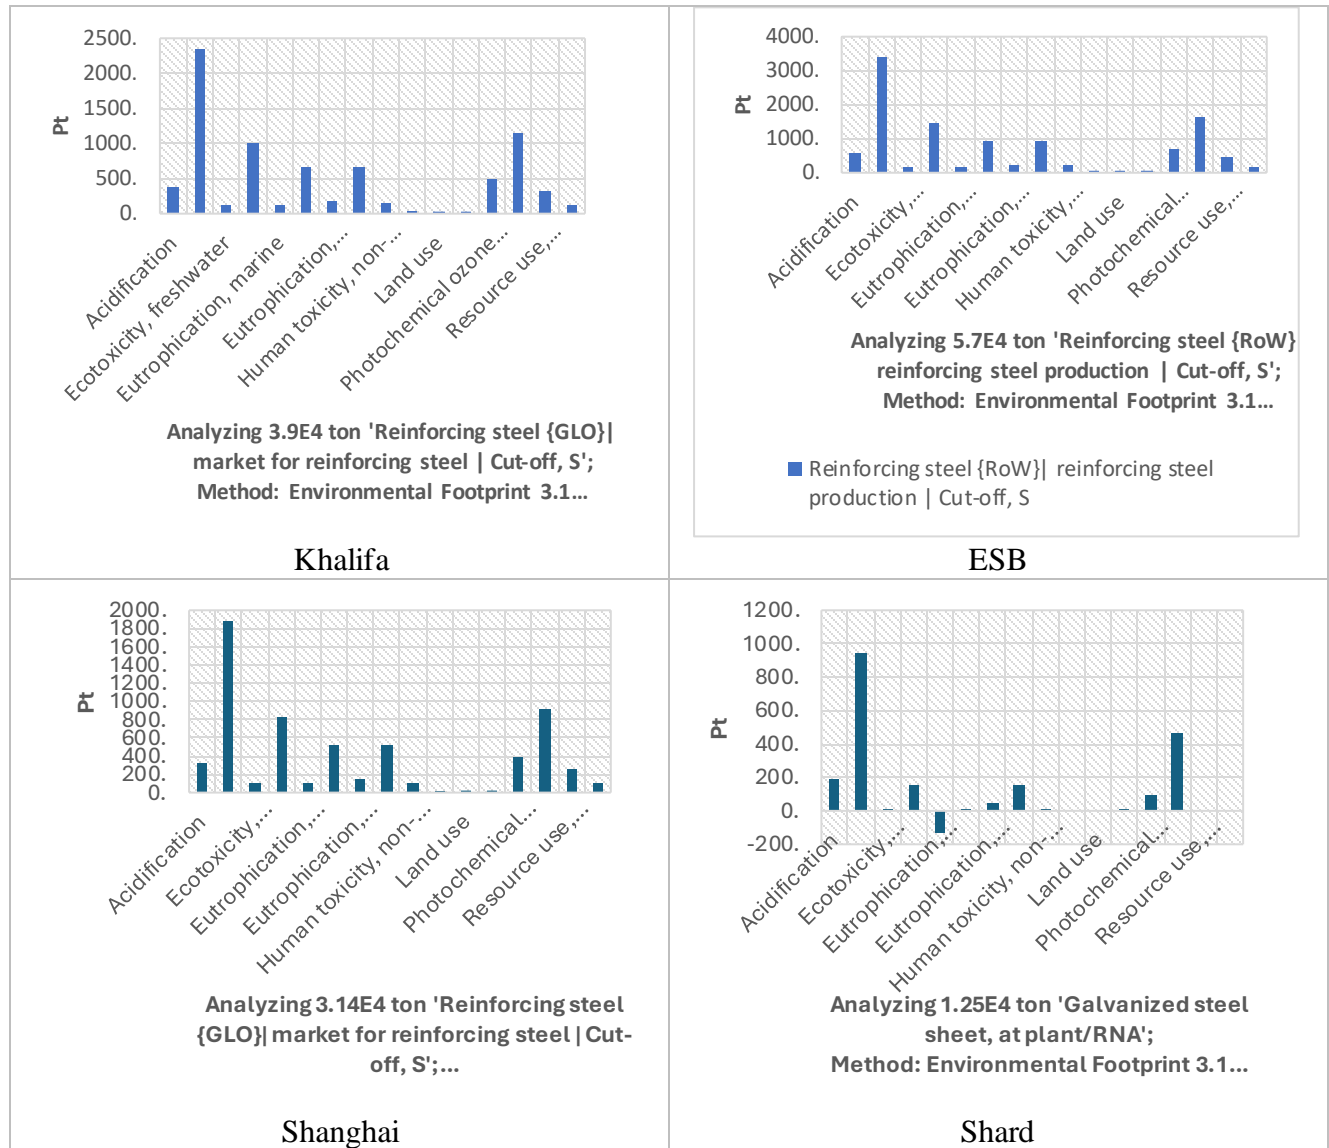 2500.
2000.
1500.
1000.
500.
0.
Pt
Acidification
Ecotoxicity, freshwater
Eutrophication, marine
Eutrophication,...
Human toxicity, non-...
Land use
Photochemical ozone...
Resource use,...
Analyzing 3.9E4 ton 'Reinforcing steel {GLO}|
market for reinforcing steel | Cut-off, S';
Method: Environmental Footprint 3.1...
Khalifa
4000.
3000.
2000.
1000.
0.
Pt
Acidification
Ecotoxicity,...
Eutrophication,...
Eutrophication,...
Human toxicity,...
Land use
Photochemical...
Resource use,...
Analyzing 5.7E4 ton 'Reinforcing steel {RoW}
reinforcing steel production | Cut-off, S';
Method: Environmental Footprint 3.1...
Reinforcing steel {RoW}| reinforcing steel
production | Cut-off, S
ESB
2000.
1800.
1600.
1400.
1200.
1000.
800.
600.
400.
200.
0.
Pt
Acidification
Ecotoxicity,...
Eutrophication,...
Eutrophication,...
Human toxicity, non-...
Land use
Photochemical...
Resource use,...
Analyzing 3.14E4 ton 'Reinforcing steel
{GLO}| market for reinforcing steel | Cut-
off, S';...
Shanghai
1200.
1000.
800.
600.
400.
200.
0.
-200.
Pt
Acidification
Ecotoxicity,...
Eutrophication,...
Eutrophication,...
Human toxicity, non-...
Land use
Photochemical...
Resource use,...
Analyzing 1.25E4 ton 'Galvanized steel
sheet, at plant/RNA';
Method: Environmental Footprint 3.1...
Shard